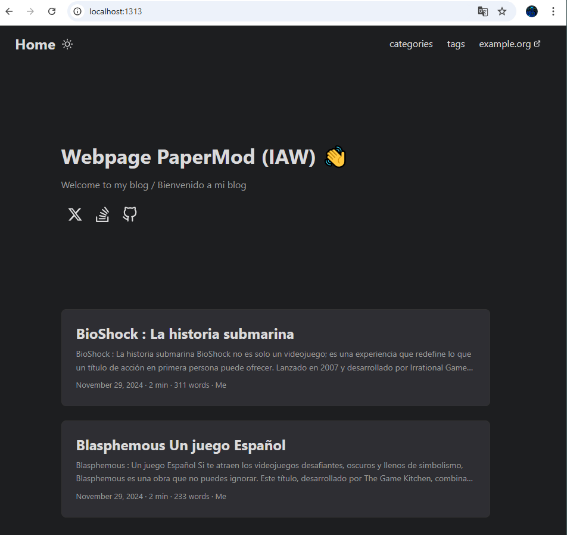 localhost:1313
Home
categories tags example.org
Webpage PaperMod (IAW) 👋
Welcome to my blog / Bienvenido a mi blog
BioShock : La historia submarina
BioShock : La historia submarina BioShock no es solo un videojuego; es una experiencia que redefine lo que
un título de acción en primera persona puede ofrecer. Lanzado en 2007 y desarrollado por Irrational Game...
November 29, 2024 · 2 min · 311 words · Me
Blasphemous Un juego Español
Blasphemous : Un juego Español Si te atraen los videojuegos desafiantes, oscuros y llenos de simbolismo,
Blasphemous es una obra que no puedes ignorar. Este título, desarrollado por The Game Kitchen, combina...
November 29, 2024 · 2 min · 233 words · Me